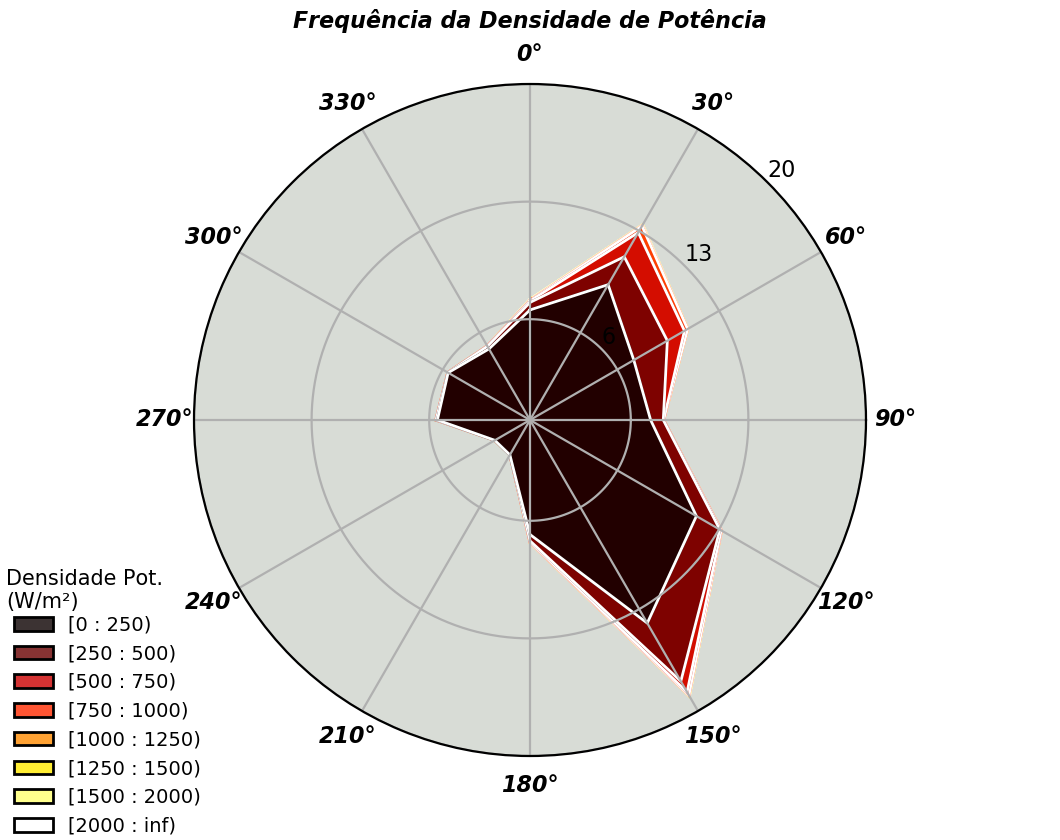 Frequência da Densidade de Potência
0°
330°
30°
20
300°
60°
13
6
270°
90°
240°
120°
210°
150°
180°
Densidade Pot.
(W/m²)
[0 : 250)
[250 : 500)
[500 : 750)
[750 : 1000)
[1000 : 1250)
[1250 : 1500)
[1500 : 2000)
[2000 : inf)